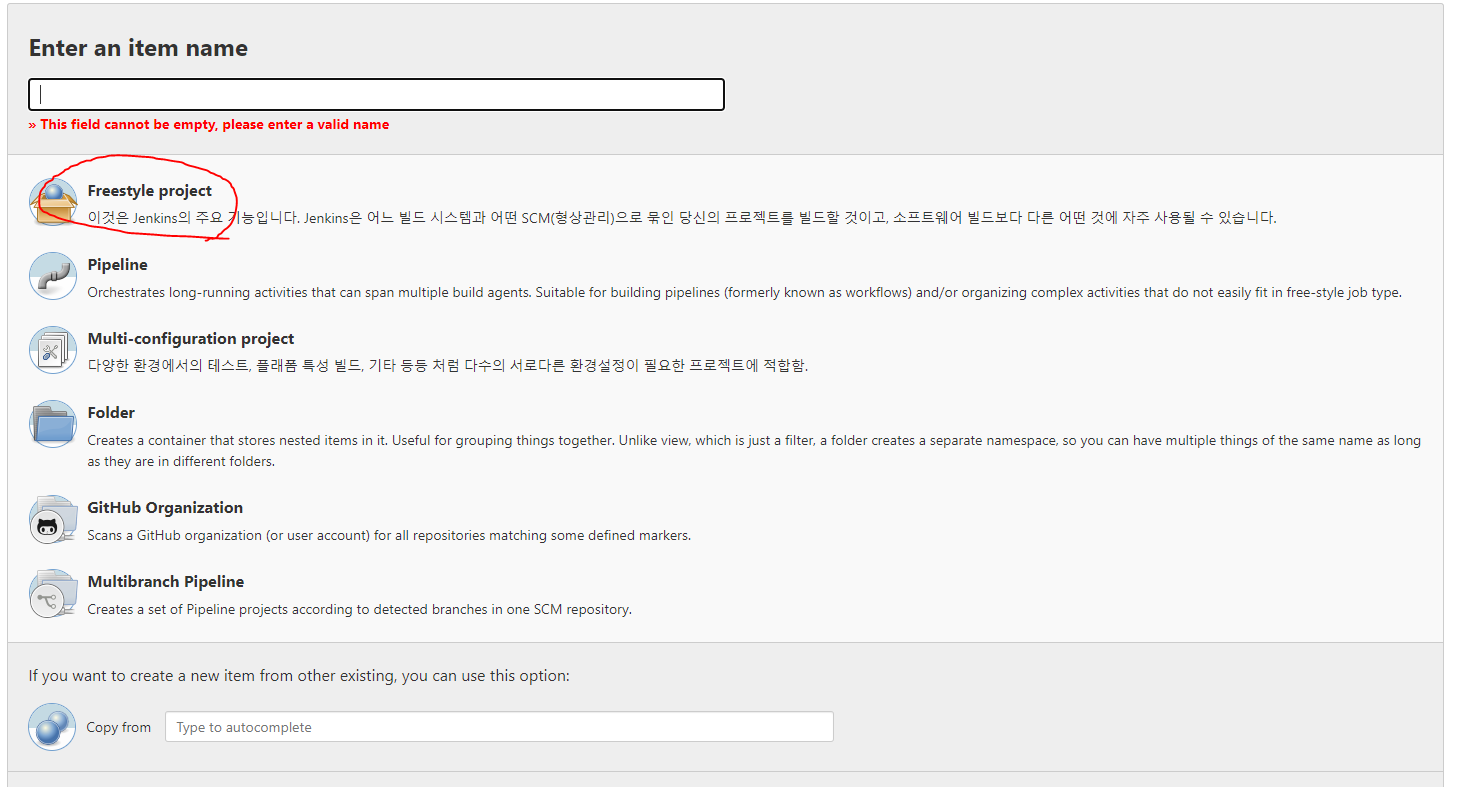 Enter an item name
» This field cannot be empty, please enter a valid name
Freestyle project
이것은 Jenkins의 주요 기능입니다. Jenkins은 어느 빌드 시스템과 어떤 SCM(형상관리)으로 묶인 당신의 프로젝트를 빌드할 것이고, 소프트웨어 빌드보다 다른 어떤 것에 자주 사용될 수 있습니다.
Pipeline
Orchestrates long-running activities that can span multiple build agents. Suitable for building pipelines (formerly known as workflows) and/or organizing complex activities that do not easily fit in free-style job type.
Multi-configuration project
다양한 환경에서의 테스트, 플래폼 특성 빌드, 기타 등등 처럼 다수의 서로다른 환경설정이 필요한 프로젝트에 적합함.
Folder
Creates a container that stores nested items in it. Useful for grouping things together. Unlike view, which is just a filter, a folder creates a separate namespace, so you can have multiple things of the same name as long
as they are in different folders.
GitHub Organization
Scans a GitHub organization (or user account) for all repositories matching some defined markers.
Multibranch Pipeline
Creates a set of Pipeline projects according to detected branches in one SCM repository.
If you want to create a new item from other existing, you can use this option:
Copy from Type to autocomplete